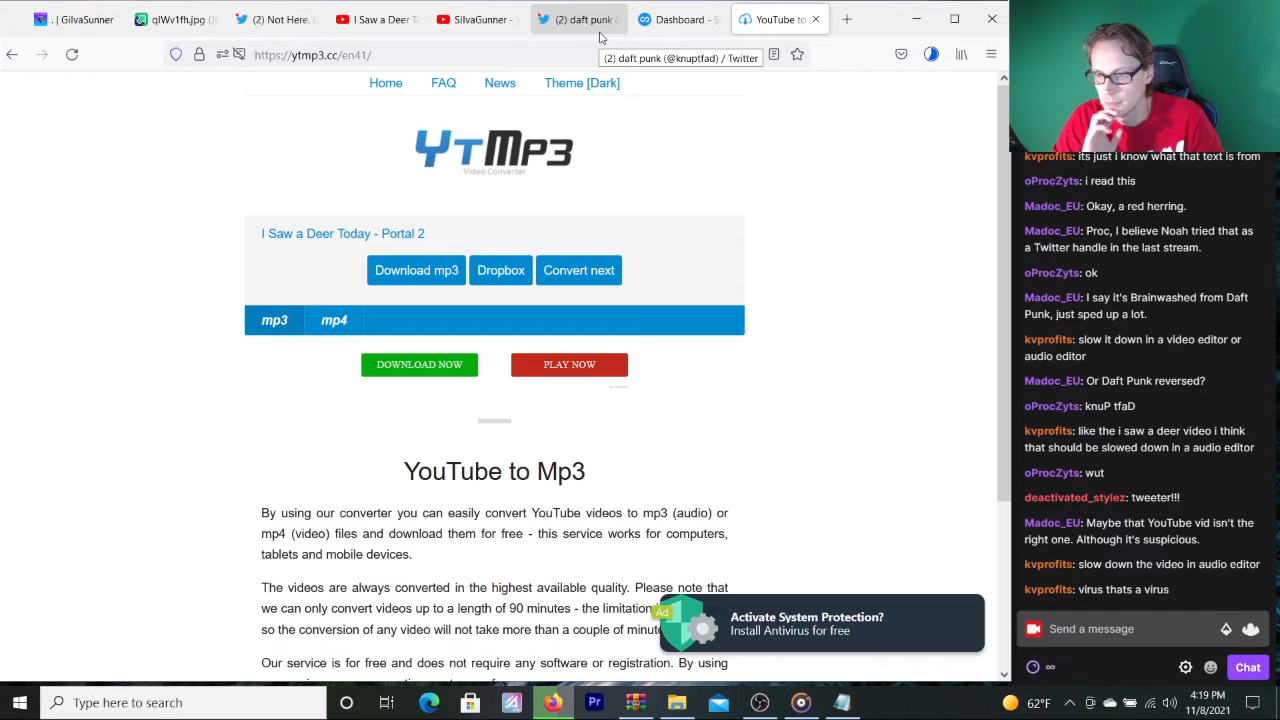 (1) GilvaSunner
qIWv1fhj.jpg (JP
(2) Not Here. (
I Saw a Deer T
SilvaGunner - Y
(2) daft punk (
Dashboard - S
YouTube to
https://ytmp3.cc/en41/
(2) daft punk (@knuptfad) / Twitter
Home FAQ News Theme [Dark]
YTMP3
Video Converter
I Saw a Deer Today - Portal 2
Download mp3 Dropbox Convert next
mp3 mp4
DOWNLOAD NOW PLAY NOW
YouTube to Mp3
By using our converter you can easily convert YouTube videos to mp3 (audio) or
mp4 (video) files and download them for free - this service works for computers,
tablets and mobile devices.
The videos are always converted in the highest available quality. Please note that
we can only convert videos up to a length of 90 minutes - the limitation
so the conversion of any video will not take more than a couple of minut
Our service is for free and does not require any software or registration. By using
Ad
Activate System Protection?
Install Antivirus for free
kvprofits: its just i know what that text is from
oProcZyts: i read this
Madoc_EU: Okay, a red herring.
Madoc_EU: Proc, I believe Noah tried that as
a Twitter handle in the last stream.
oProcZyts: ok
Madoc_EU: I say it's Brainwashed from Daft
Punk, just sped up a lot.
kvprofits: slow it down in a video editor or
audio editor
Madoc_EU: Or Daft Punk reversed?
oProcZyts: knuP tfaD
kvprofits: like the i saw a deer video i think
that should be slowed down in a audio editor
oProcZyts: wut
deactivated_stylez: tweeter!!!
Madoc_EU: Maybe that YouTube vid isn't the
right one. Although it's suspicious.
kvprofits: slow down the video in audio editor
kvprofits: virus thats a virus
Send a message
∞
Chat
Type here to search
Pr
62°F
4:19 PM
11/8/2021